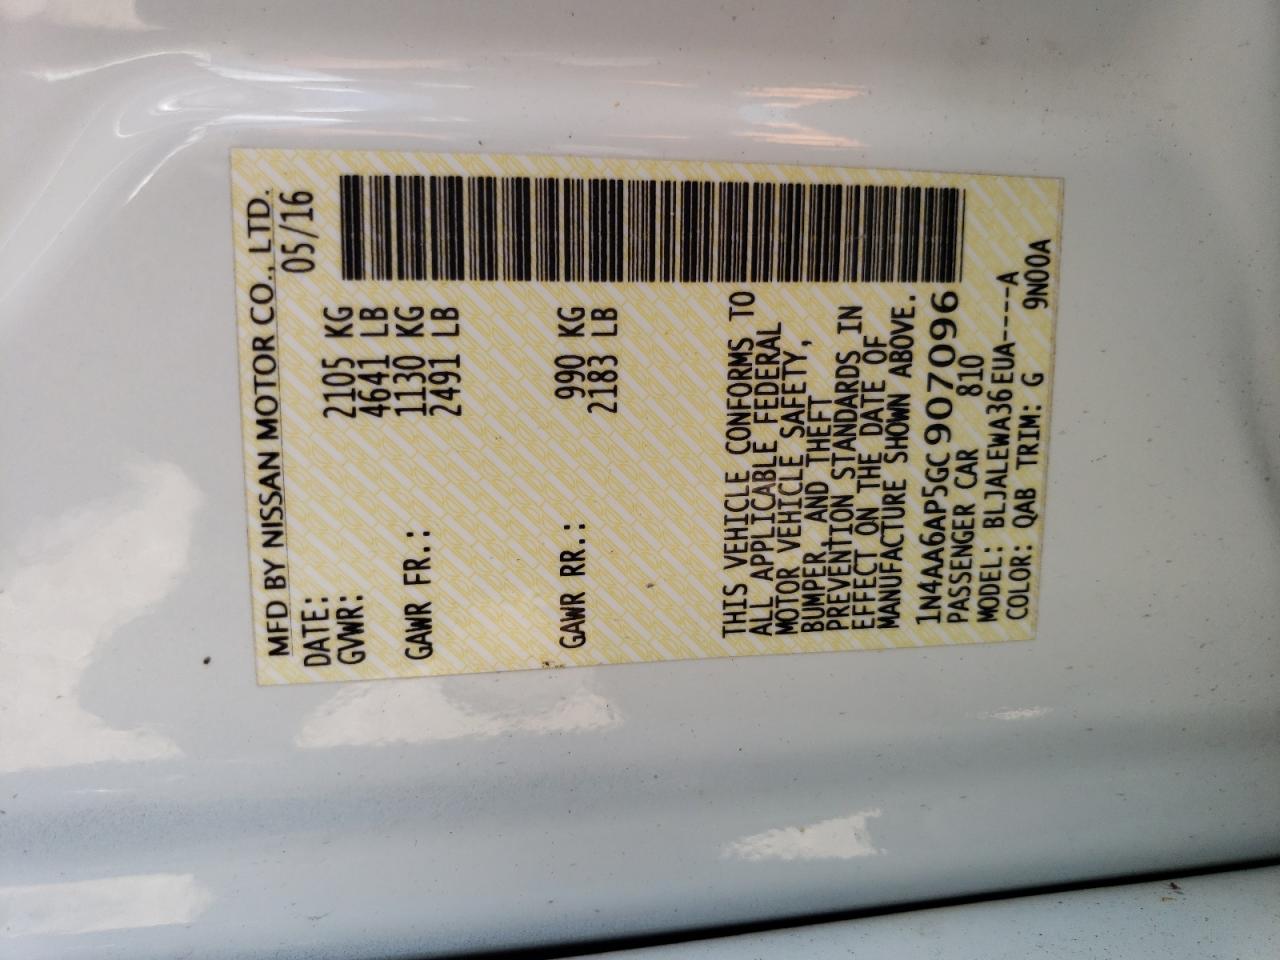 MFD BY NISSAN MOTOR CO., LTD.
DATE: 05/16
GVWR: 2105 KG
4641 LB
GAWR FR.: 1130 KG
2491 LB
GAWR RR.: 990 KG
2183 LB
THIS VEHICLE CONFORMS TO
ALL APPLICABLE FEDERAL
MOTOR VEHICLE SAFETY,
BUMPER, AND THEFT
PREVENTION STANDARDS IN
EFFECT ON THE DATE OF
MANUFACTURE SHOWN ABOVE.
1N4AA6AP5GC907096
PASSENGER CAR 810
MODEL: BLJALEWA36EUA-----A
COLOR: QAB TRIM: G 9N00A